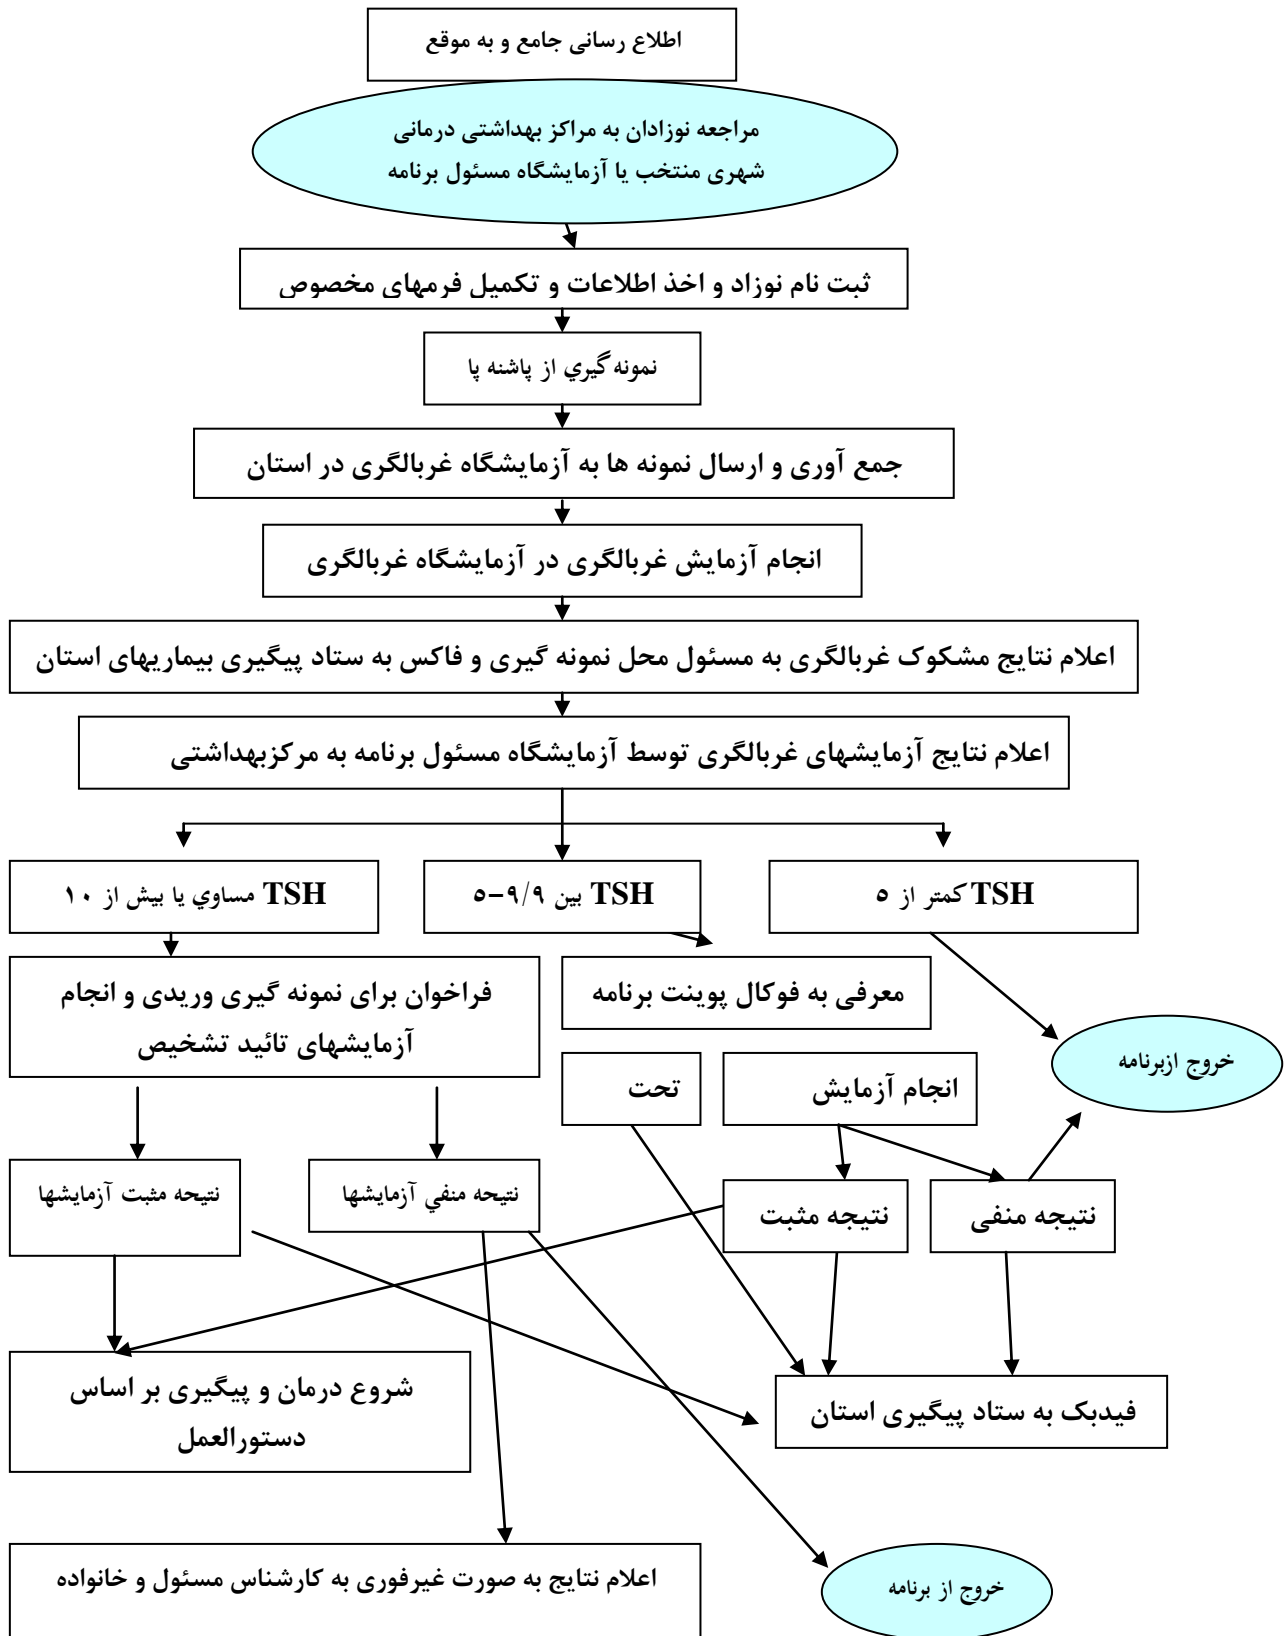 اطلاع رسانی جامع و به موقع
مراجعه نوزادان به مراکز بهداشتی درمانی
شهری منتخب یا آزمایشگاه مسئول برنامه
ثبت نام نوزاد و اخذ اطلاعات و تکمیل فرمهای مخصوص
نمونه گیري از پاشنه پا
جمع آوری و ارسال نمونه ها به آزمایشگاه غربالگری در استان
انجام آزمایش غربالگری در آزمایشگاه غربالگری
اعلام نتایج مشکوک غربالگری به مسئول محل نمونه گیری و فاکس به ستاد پیگیری بیماریهای استان
اعلام نتایج آزمایشهای غربالگری توسط آزمایشگاه مسئول برنامه به مرکزبهداشتی
TSH کمتر از ۵
TSH بین ۹/۹-۵
TSH مساوي یا بیش از ۱۰
معرفی به فوکال پوینت برنامه
فراخوان برای نمونه گیری وریدی و انجام
آزمایشهای تائید تشخیص
خروج ازبرنامه
انجام آزمایش
تحت
نتیجه منفی
نتیجه مثبت
نتیحه منفي آزمایشها
نتیحه مثبت آزمایشها
فیدبک به ستاد پیگیری استان
شروع درمان و پیگیری بر اساس
دستورالعمل
خروج از برنامه
اعلام نتایج به صورت غیرفوری به کارشناس مسئول و خانواده